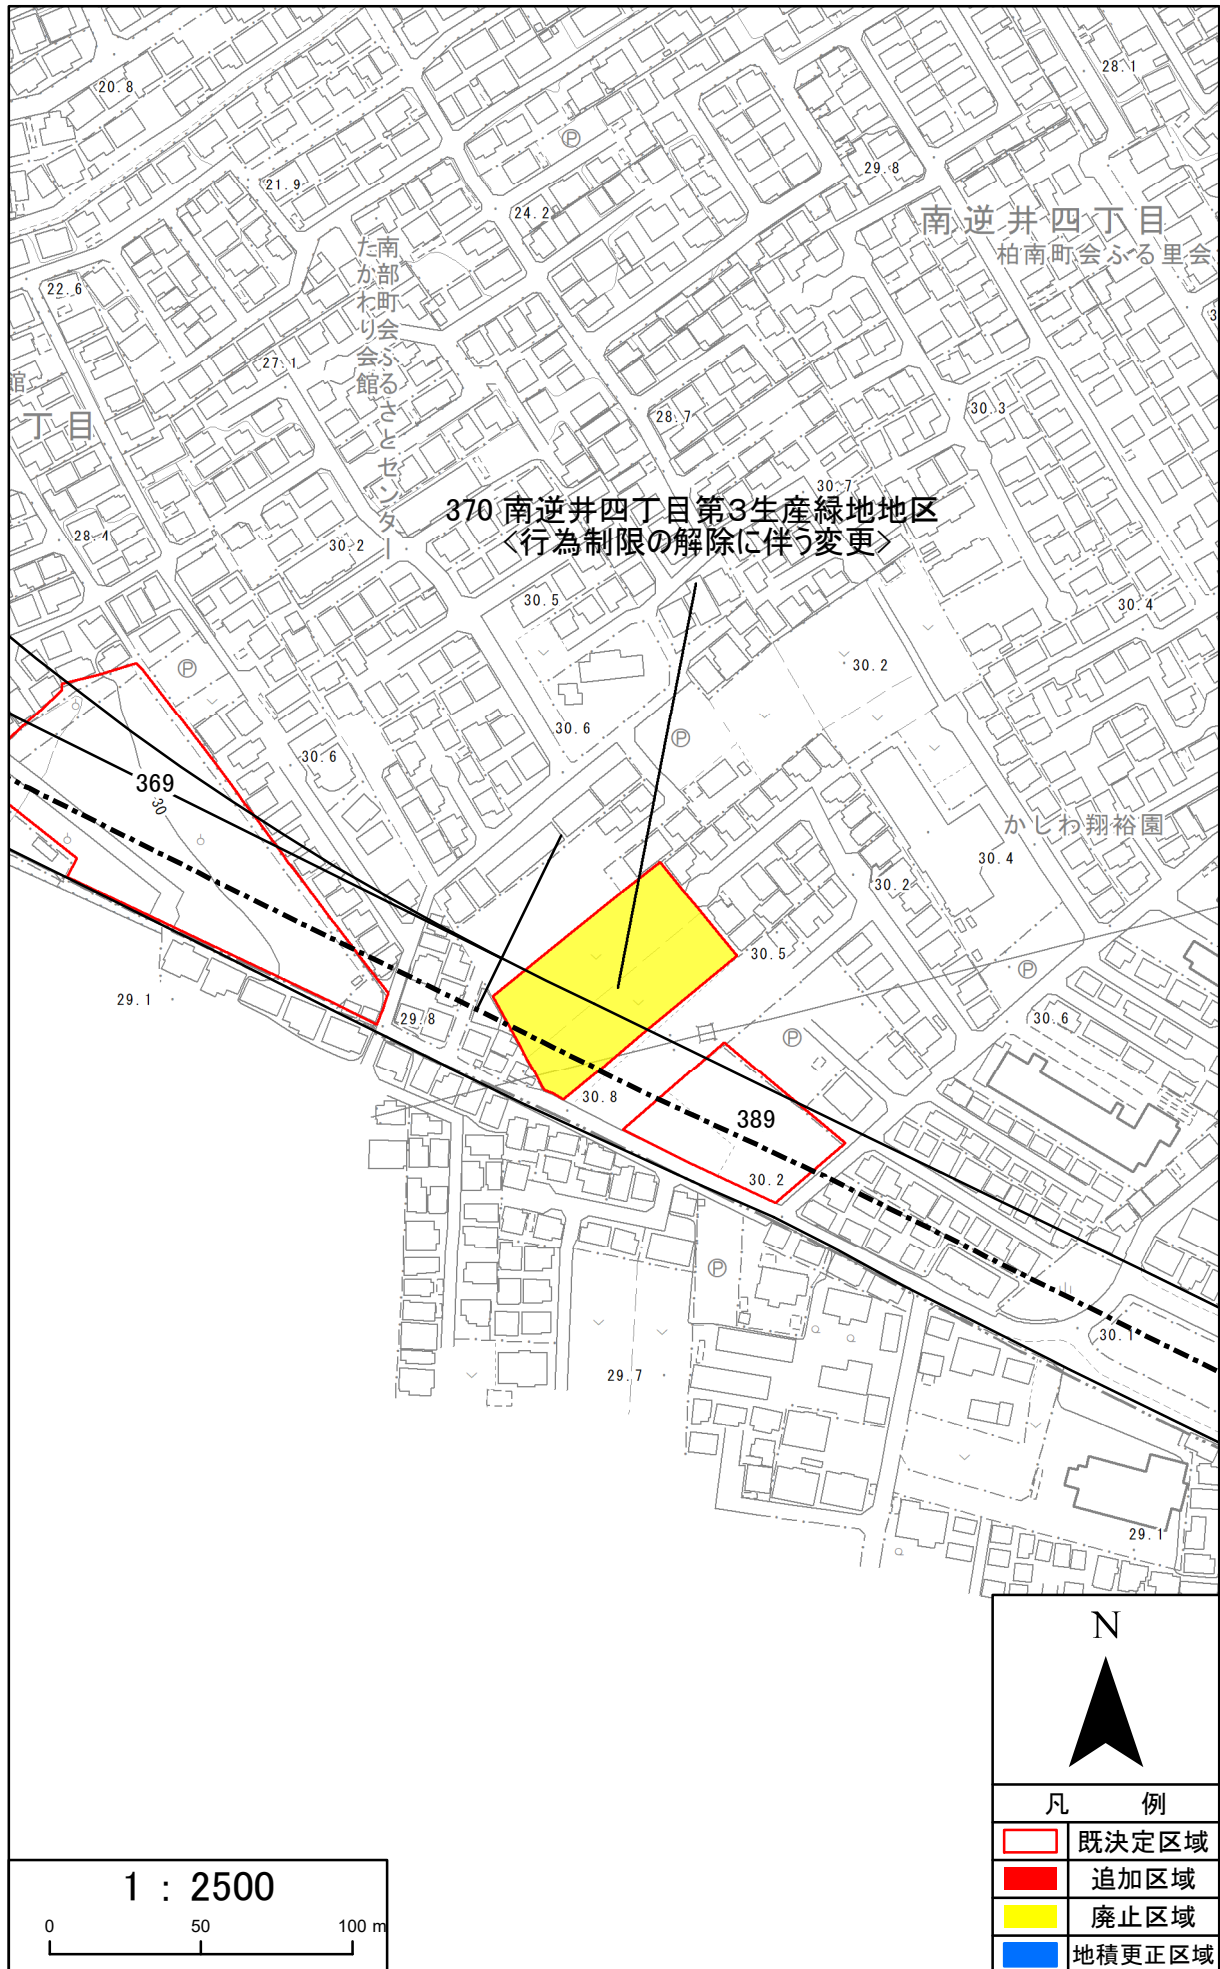 20.8
28.1
Ⓟ
29.8
21.9
24.2
南逆井四丁目
柏南町会ふる里会
南部町会ふるさとセンター
たかわり会館
22.6
3
27.1
館
丁目
28.7
30.3
30.7
370 南逆井四丁目第3生産緑地地区
<行為制限の解除に伴う変更>
28.4
30.2
30.5
30.4
Ⓟ
30.2
30.6
Ⓟ
30.6
369
30
かしわ翔裕園
30.4
30.2
30.5
Ⓟ
29.1
29.8
30.6
Ⓟ
30.8
389
30.2
Ⓟ
30.1
29.7
29.1
N
凡 例
既決定区域
追加区域
廃止区域
地積更正区域
1 : 2500
0 50 100 m